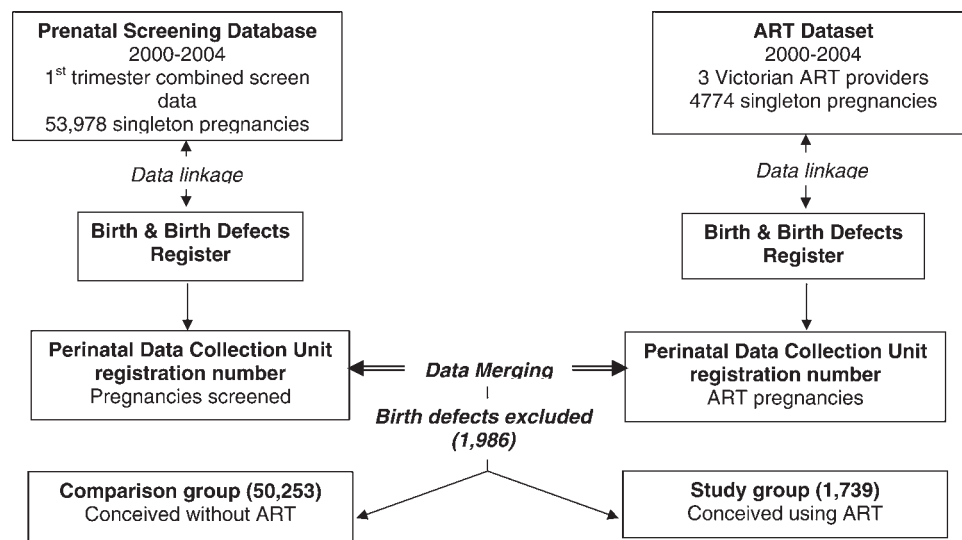 Prenatal Screening Database
2000-2004
1st trimester combined screen
data
53,978 singleton pregnancies
ART Dataset
2000-2004
3 Victorian ART providers
4774 singleton pregnancies
Data linkage
Data linkage
Birth & Birth Defects
Register
Birth & Birth Defects
Register
Perinatal Data Collection Unit
registration number
Pregnancies screened
Data Merging
Perinatal Data Collection Unit
registration number
ART pregnancies
Birth defects excluded
(1,986)
Comparison group (50,253)
Conceived without ART
Study group (1,739)
Conceived using ART